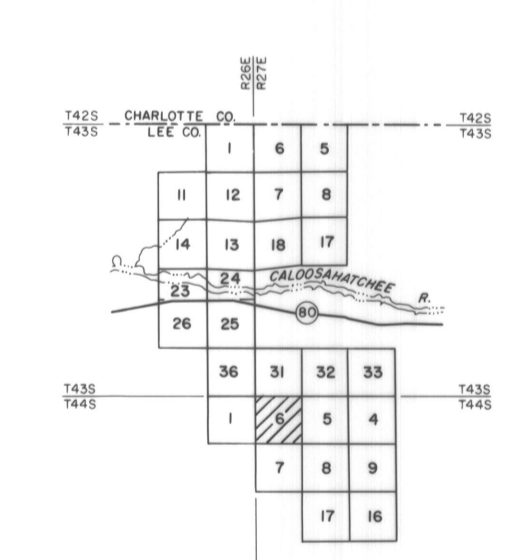 R26E
R27E
T42S CHARLOTTE CO. T42S
T43S LEE CO. T43S
1 6 5
11 12 7 8
14 13 18 17
24 CALOOSAHATCHEE R.
23
80
26 25
36 31 32 33
T43S T43S
T44S T44S
1 6 5 4
7 8 9
17 16